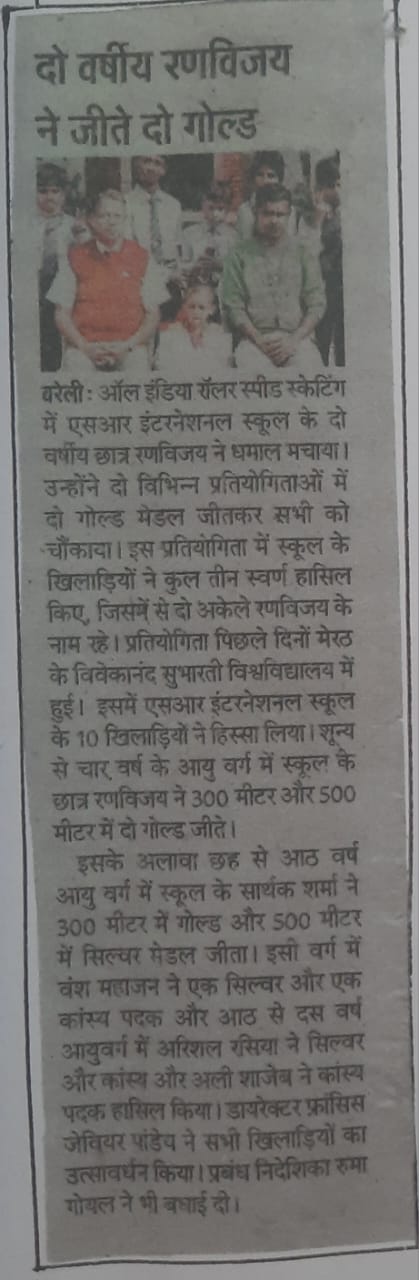 दो वर्षीय रणविजय
ने जीते दो गोल्ड
बरेली : ऑल इंडिया रॉलर स्पीड स्केटिंग
में एसआर इंटरनेशनल स्कूल के दो
वर्षीय छात्र रणविजय ने धमाल मचाया।
उन्होंने दो विभिन्न प्रतियोगिताओं में
दो गोल्ड मेडल जीतकर सभी को
चौंकाया। इस प्रतियोगिता में स्कूल के
खिलाड़ियों ने कुल तीन स्वर्ण हासिल
किए, जिसमें से दो अकेले रणविजय के
नाम रहे। प्रतियोगिता पिछले दिनों मेरठ
के विवेकानंद सुभारती विश्वविद्यालय में
हुई। इसमें एसआर इंटरनेशनल स्कूल
के 10 खिलाड़ियों ने हिस्सा लिया। शून्य
से चार वर्ष के आयु वर्ग में स्कूल के
छात्र रणविजय ने 300 मीटर और 500
मीटर में दो गोल्ड जीते।
इसके अलावा छह से आठ वर्ष
आयु वर्ग में स्कूल के सार्थक शर्मा ने
300 मीटर में गोल्ड और 500 मीटर
में सिल्वर मेडल जीता। इसी वर्ग में
वंश महाजन ने एक सिल्वर और एक
कांस्य पदक और आठ से दस वर्ष
आयुवर्ग में अरिशल रसिया ने सिल्वर
और कांस्य और अली शाजेब ने कांस्य
पदक हासिल किया। डायरेक्टर फ्रांसिस
जेवियर पांडेय ने सभी खिलाड़ियों का
उत्सावर्धन किया। प्रबंध निदेशिका रुमा
गोयल ने भी बधाई दी।